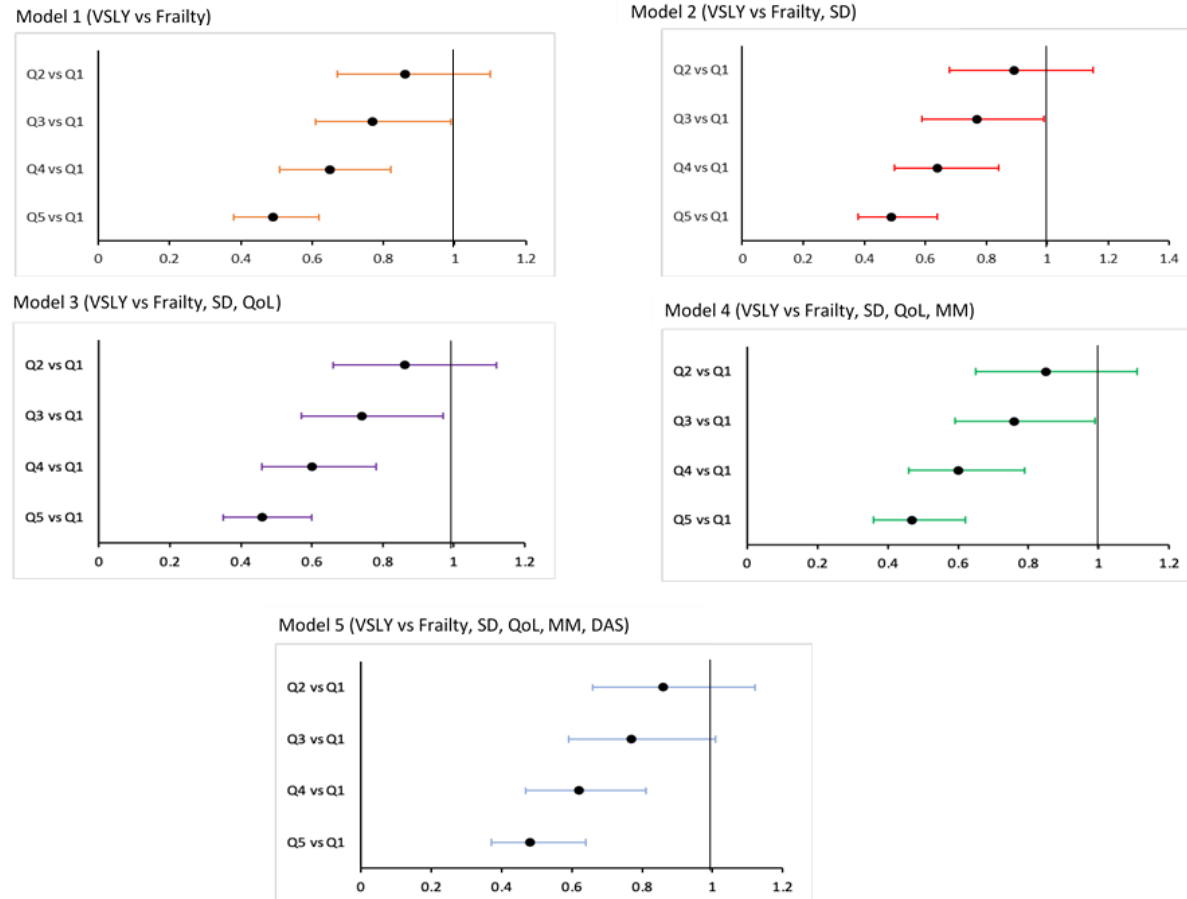 Model 1 (VSLY vs Frailty)
Q2 vs Q1
Q3 vs Q1
Q4 vs Q1
Q5 vs Q1
0 0.2 0.4 0.6 0.8 1 1.2
Model 2 (VSLY vs Frailty, SD)
Q2 vs Q1
Q3 vs Q1
Q4 vs Q1
Q5 vs Q1
0 0.2 0.4 0.6 0.8 1 1.2 1.4
Model 3 (VSLY vs Frailty, SD, QoL)
Q2 vs Q1
Q3 vs Q1
Q4 vs Q1
Q5 vs Q1
0 0.2 0.4 0.6 0.8 1 1.2
Model 4 (VSLY vs Frailty, SD, QoL, MM)
Q2 vs Q1
Q3 vs Q1
Q4 vs Q1
Q5 vs Q1
0 0.2 0.4 0.6 0.8 1 1.2
Model 5 (VSLY vs Frailty, SD, QoL, MM, DAS)
Q2 vs Q1
Q3 vs Q1
Q4 vs Q1
Q5 vs Q1
0 0.2 0.4 0.6 0.8 1 1.2